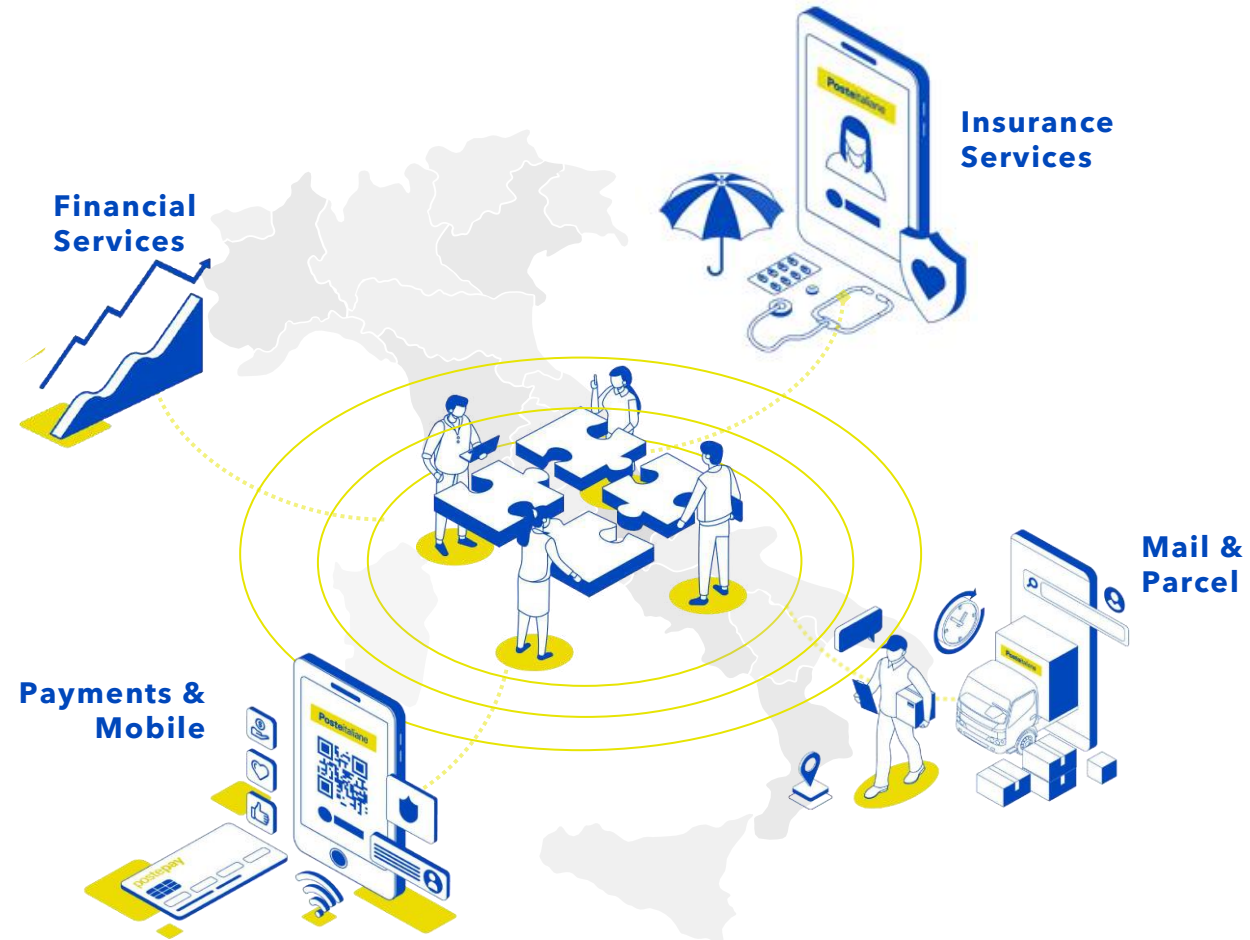 Posteitaliane
Insurance
Services
Financial
Services
Mail &
Parcel
Posteitaliane
Payments &
Mobile
Posteitaliane
postepay